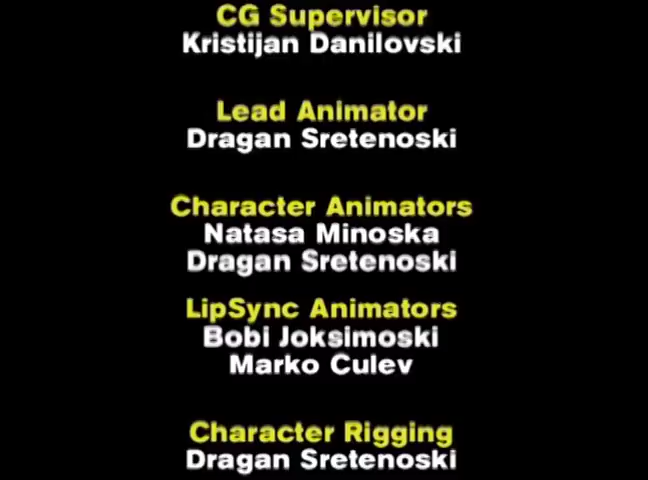 CG Supervisor
Kristijan Danilovski
Lead Animator
Dragan Sretenoski
Character Animators
Natasa Minoska
Dragan Sretenoski
LipSync Animators
Bobi Joksimoski
Marko Culev
Character Rigging
Dragan Sretenoski